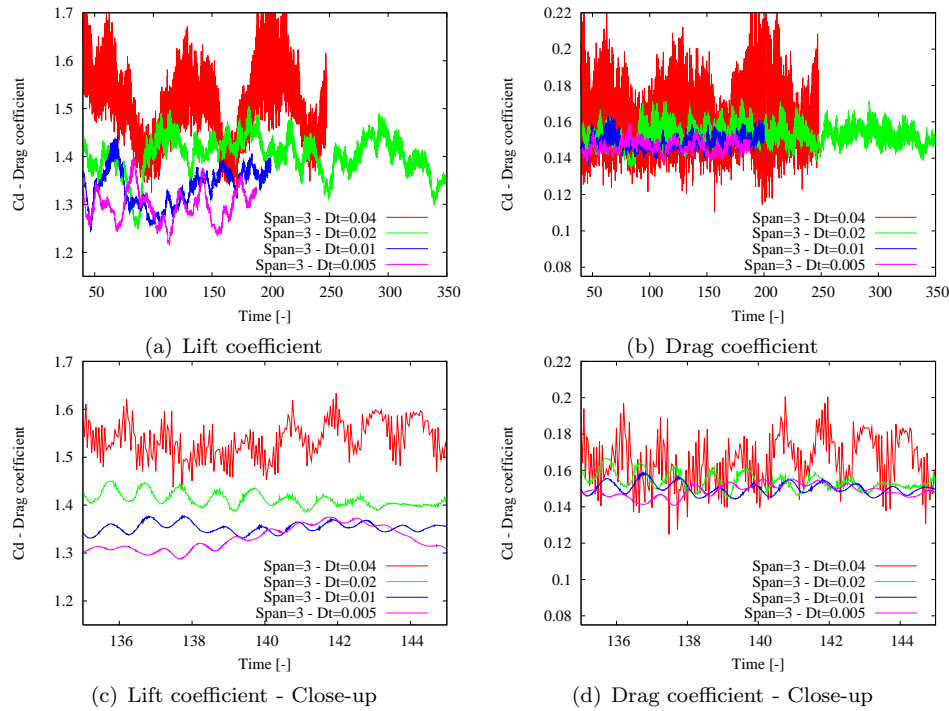 1.7
1.6
1.5
1.4
1.3
1.2
Cd - Drag coefficient
50 100 150 200 250 300 350
Time [-]
Span=3 - Dt=0.04
Span=3 - Dt=0.02
Span=3 - Dt=0.01
Span=3 - Dt=0.005
(a) Lift coefficient
0.22
0.2
0.18
0.16
0.14
0.12
0.1
0.08
Cd - Drag coefficient
50 100 150 200 250 300 350
Time [-]
Span=3 - Dt=0.04
Span=3 - Dt=0.02
Span=3 - Dt=0.01
Span=3 - Dt=0.005
(b) Drag coefficient
1.7
1.6
1.5
1.4
1.3
1.2
Cd - Drag coefficient
136 138 140 142 144
Time [-]
Span=3 - Dt=0.04
Span=3 - Dt=0.02
Span=3 - Dt=0.01
Span=3 - Dt=0.005
(c) Lift coefficient - Close-up
0.22
0.2
0.18
0.16
0.14
0.12
0.1
0.08
Cd - Drag coefficient
136 138 140 142 144
Time [-]
Span=3 - Dt=0.04
Span=3 - Dt=0.02
Span=3 - Dt=0.01
Span=3 - Dt=0.005
(d) Drag coefficient - Close-up